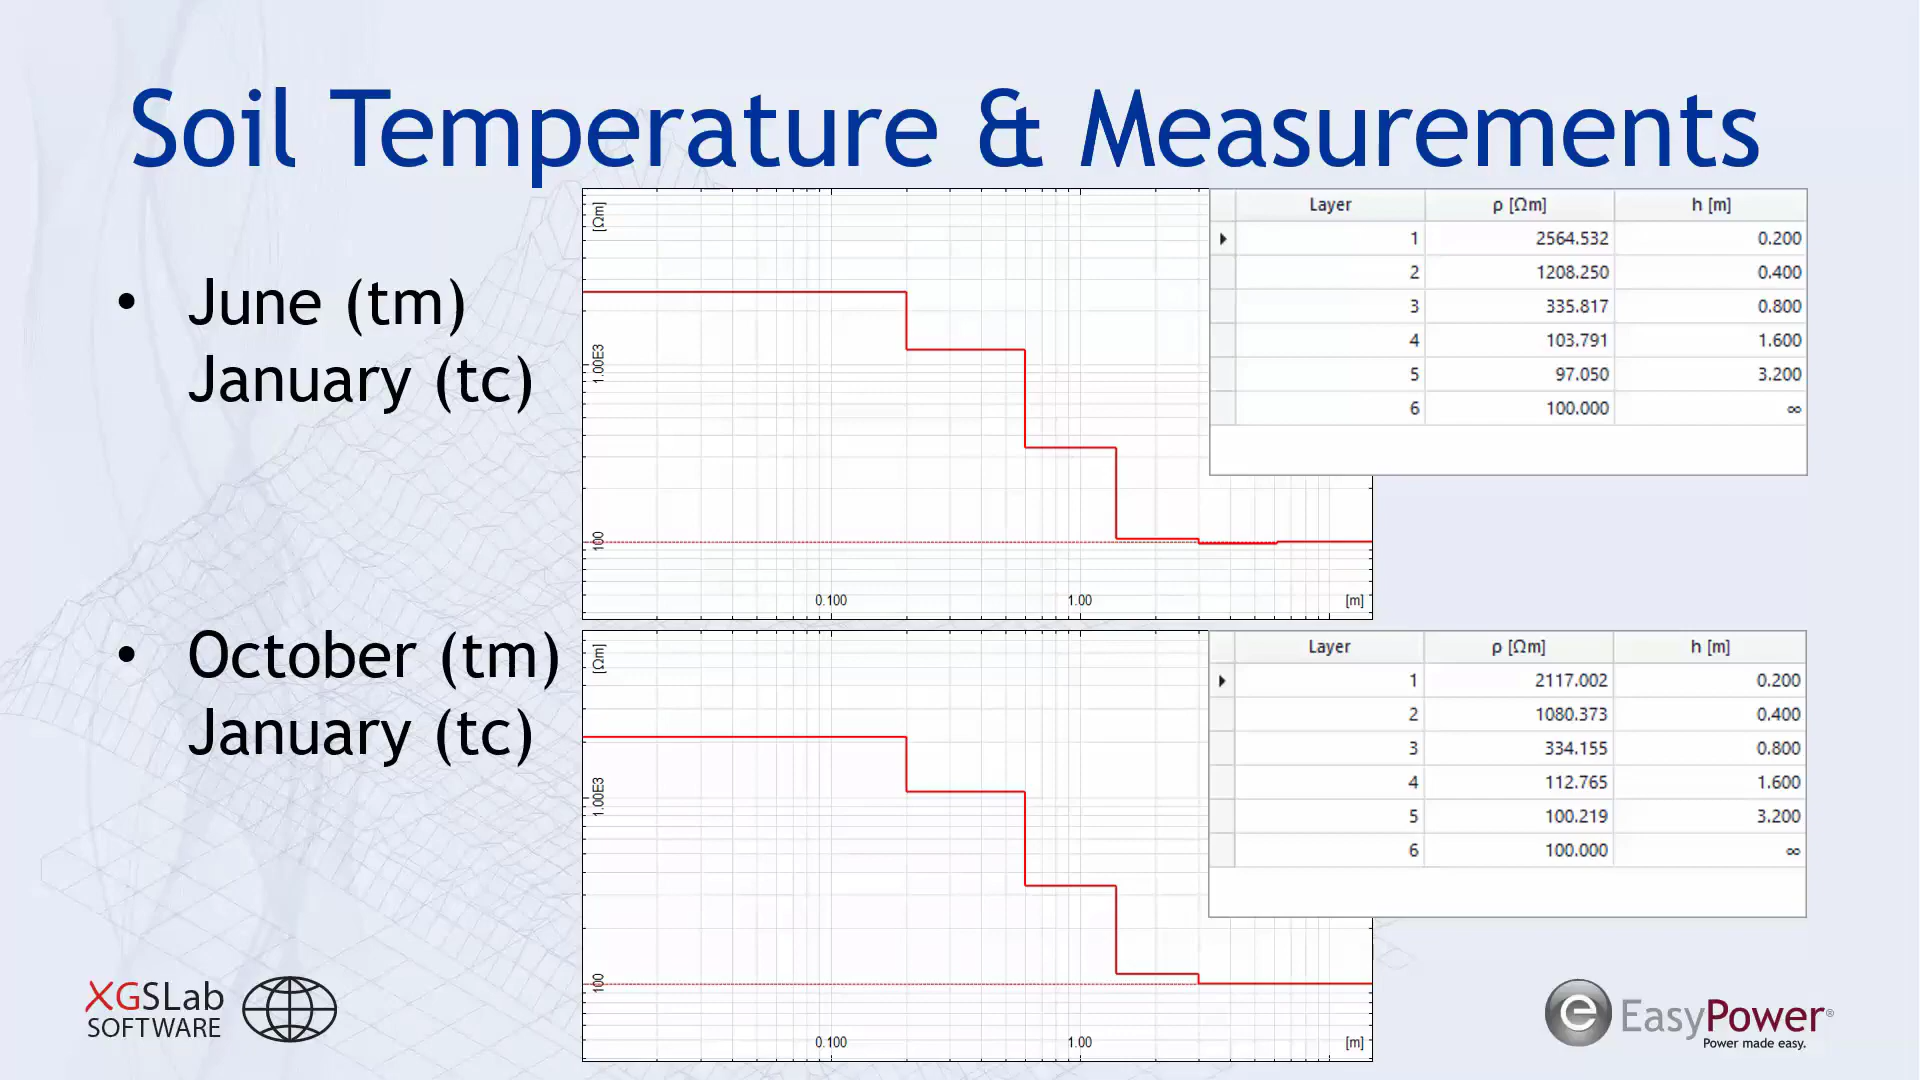 Soil Temperature & Measurements
• June (tm)
January (tc)
[Ωm]
1.00E3
100
0.100 1.00 [m]
Layer ρ [Ωm] h [m]
1 2564.532 0.200
2 1208.250 0.400
3 335.817 0.800
4 103.791 1.600
5 97.050 3.200
6 100.000 ∞
• October (tm)
January (tc)
[Ωm]
1.00E3
100
0.100 1.00 [m]
Layer ρ [Ωm] h [m]
1 2117.002 0.200
2 1080.373 0.400
3 334.155 0.800
4 112.765 1.600
5 100.219 3.200
6 100.000 ∞
XGSLab
SOFTWARE
e EasyPower®
Power made easy.